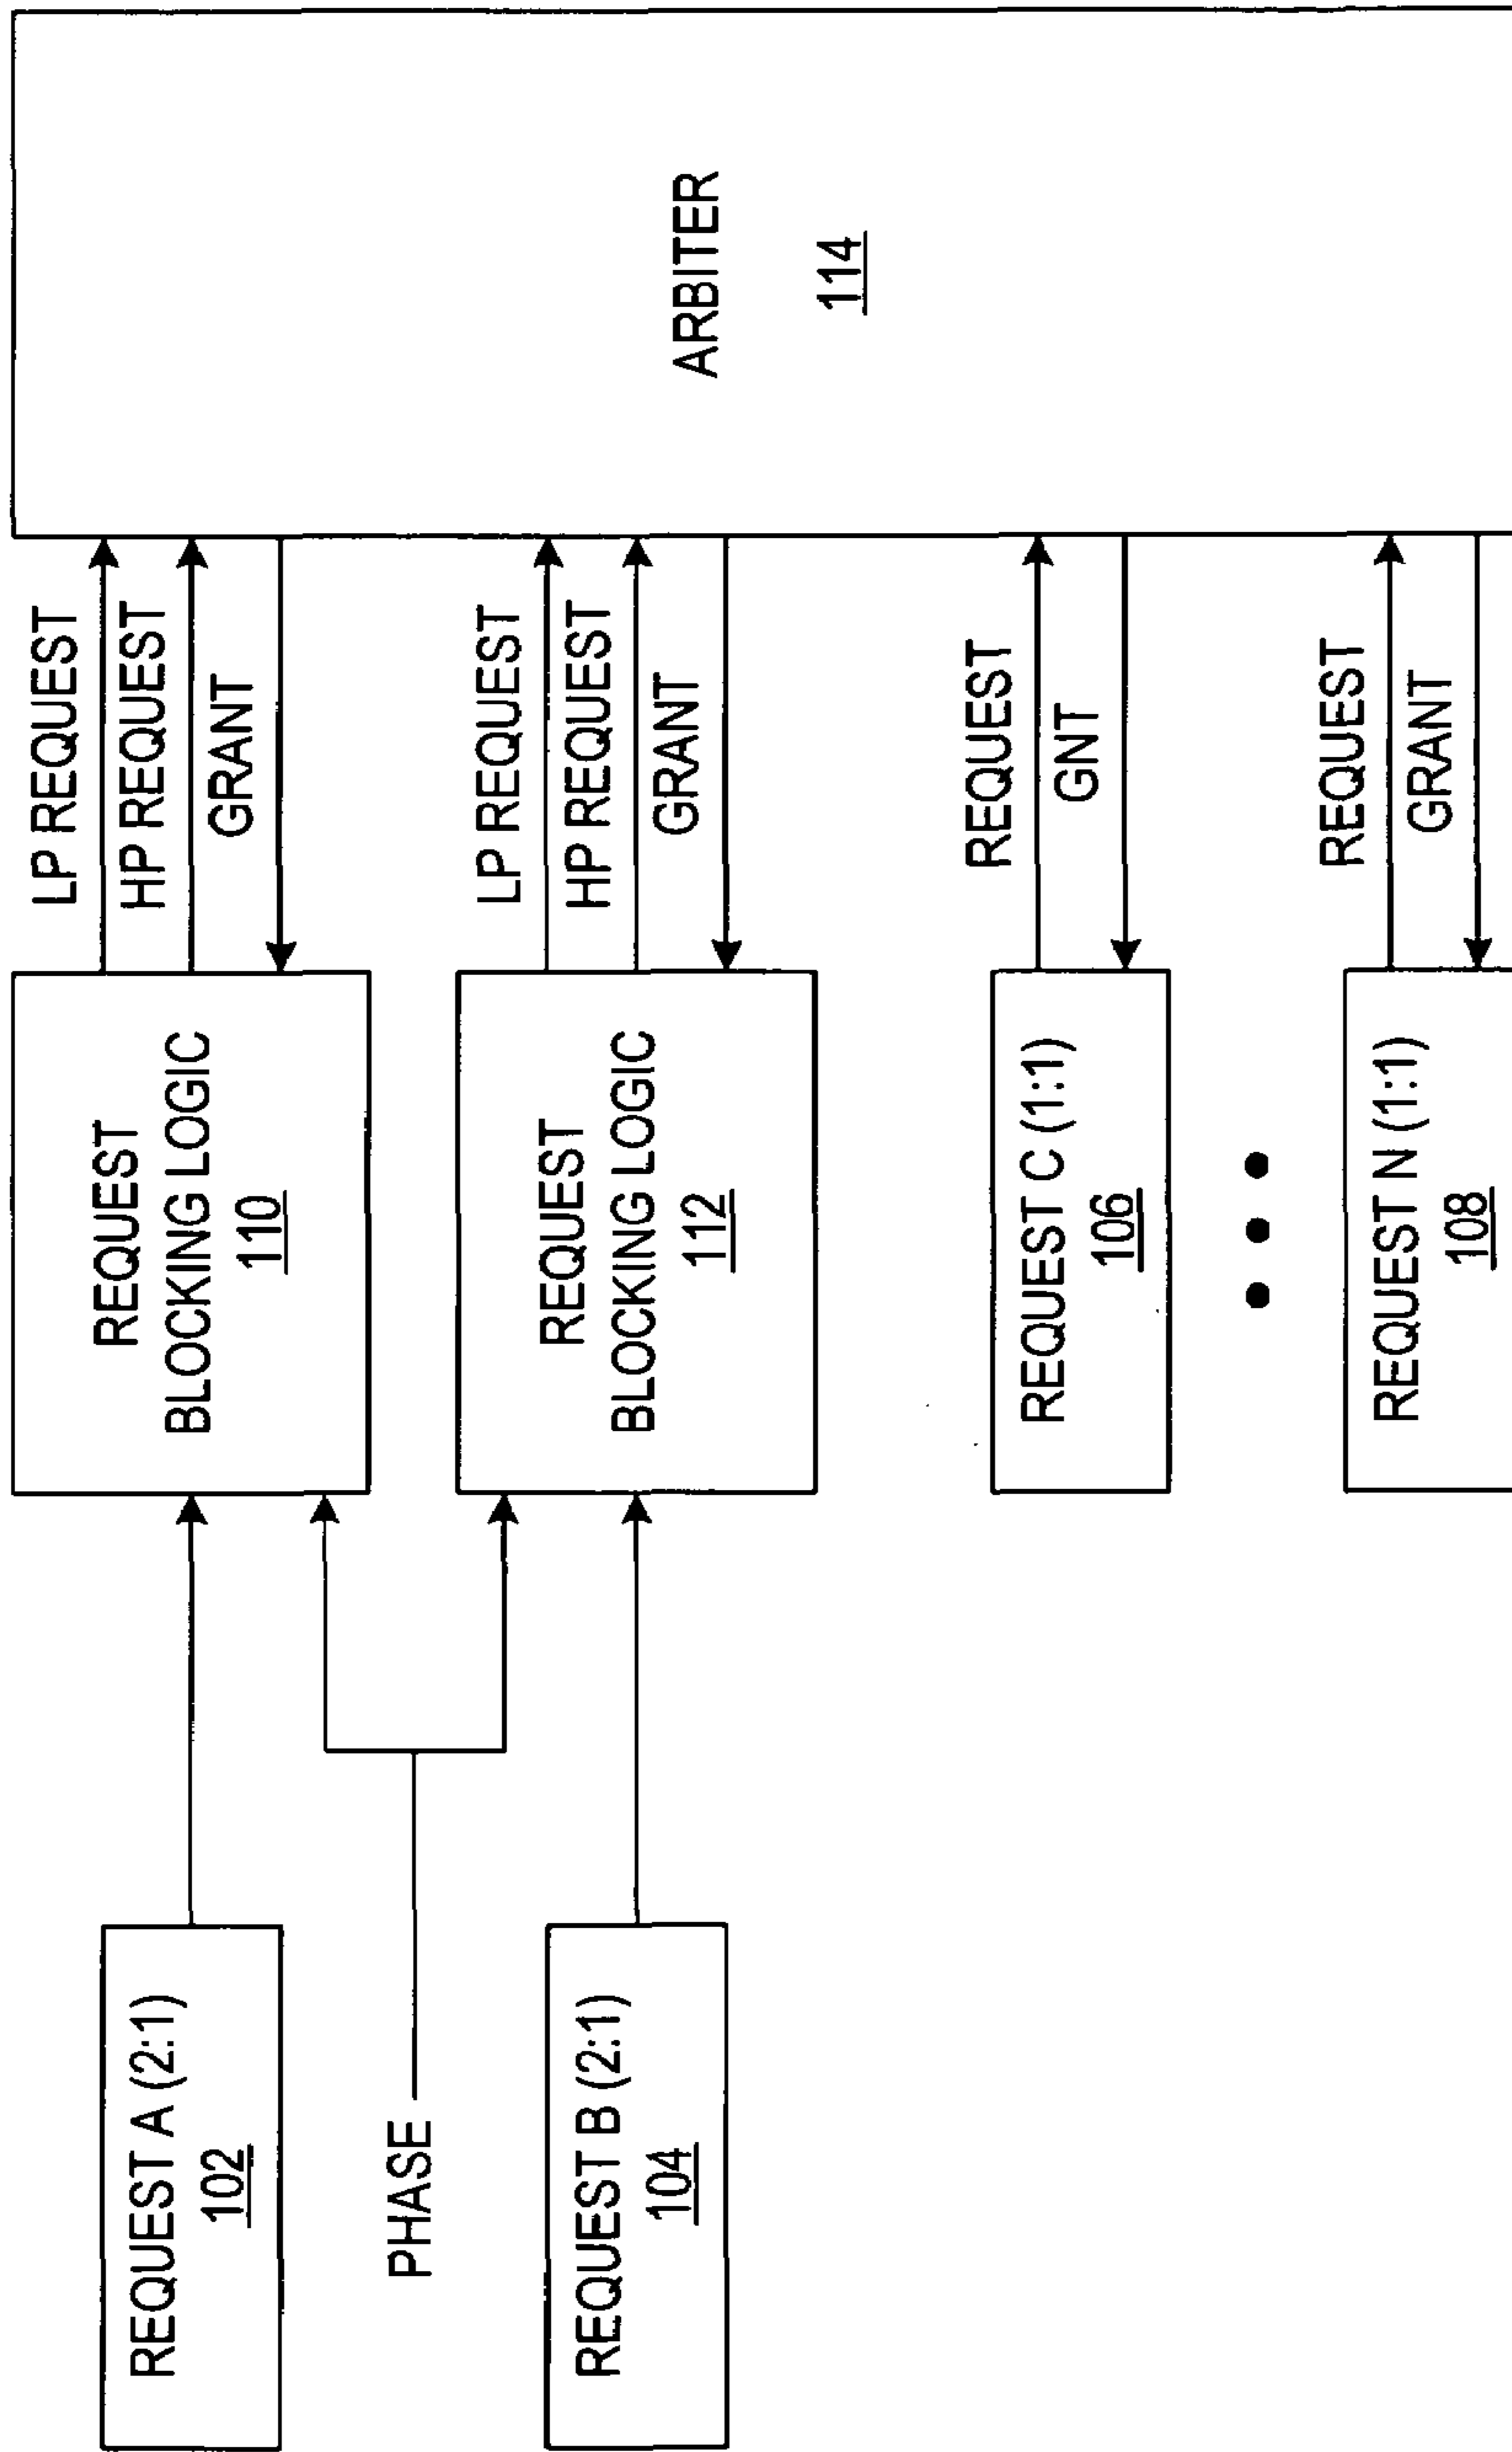 REQUEST A (2:1)
102
PHASE
REQUEST B (2:1)
104
REQUEST
BLOCKING LOGIC
110
REQUEST
BLOCKING LOGIC
112
REQUEST C (1:1)
106
REQUEST N (1:1)
108
LP REQUEST
HP REQUEST
GRANT
LP REQUEST
HP REQUEST
GRANT
REQUEST
GNT
REQUEST
GRANT
ARBITER
114